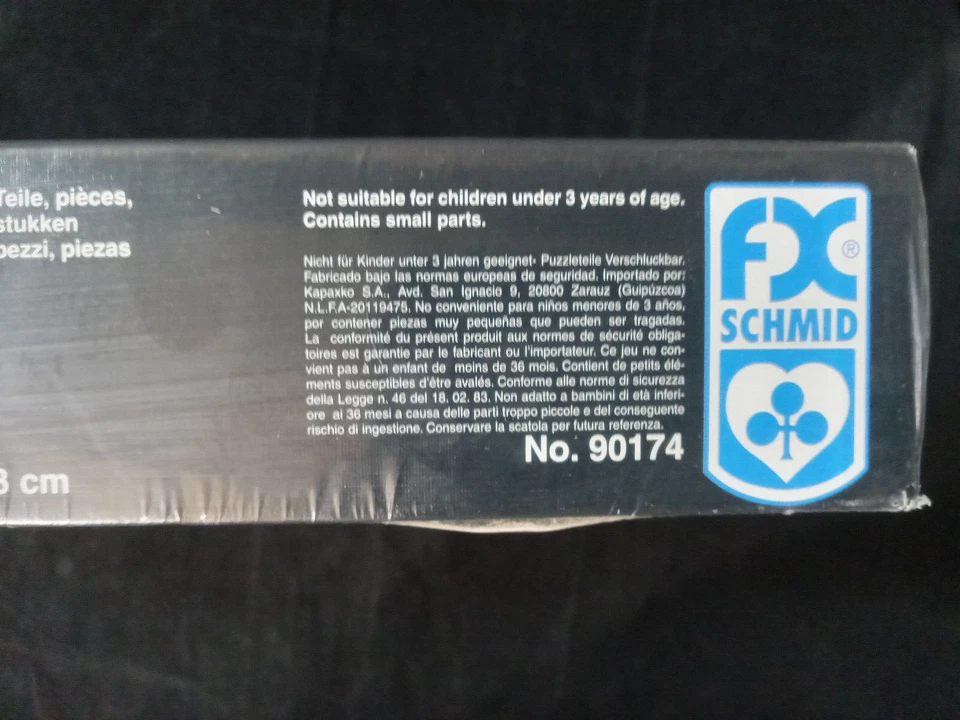 Teile, pièces,
stukken
pezzi, piezas
3 cm
Not suitable for children under 3 years of age.
Contains small parts.
Nicht für Kinder unter 3 jahren geeignet- Puzzleteile Verschluckbar.
Fabricado bajo las normas europeas de seguridad. Importado por:
Kapaxko S.A., Avd. San Ignacio 9, 20800 Zarauz (Guipúzcoa)
N.L.F.A-20119475. No conveniente para niños menores de 3 años,
por contener piezas muy pequeñas que pueden ser tragadas.
La conformité du présent produit aux normes de sécurité obliga-
toires est garantie par le fabricant ou l'importateur. Ce jeu ne con-
vient pas à un enfant de moins de 36 mois. Contient de petits élé-
ments susceptibles d'être avalés. Conforme alle norme di sicurezza
della Legge n. 46 del 18. 02. 83. Non adatto a bambini di età inferi-
ore ai 36 mesi a causa delle parti troppo piccole e del conseguente
rischio di ingestione. Conservare la scatola per futura referenza.
No. 90174
FX ®
SCHMID